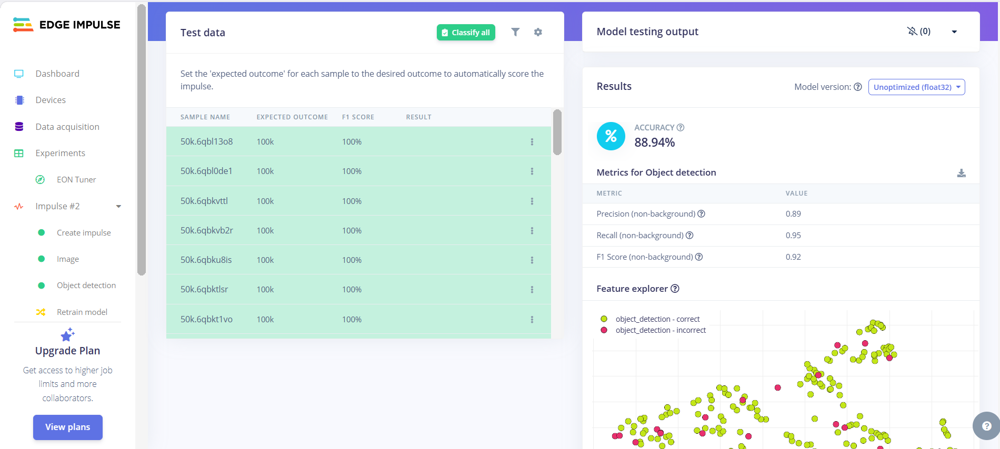 EDGE IMPULSE
Dashboard
Devices
Data acquisition
Experiments
EON Tuner
Impulse #2
Create impulse
Image
Object detection
Retrain model
Upgrade Plan
Get access to higher job
limits and more
collaborators.
View plans
Test data
Classify all
Set the 'expected outcome' for each sample to the desired outcome to automatically score the
impulse.
SAMPLE NAME EXPECTED OUTCOME F1 SCORE RESULT
50k.6qbl13o8 100k 100%
50k.6qbl0de1 100k 100%
50k.6qbkvttl 100k 100%
50k.6qbkvb2r 100k 100%
50k.6qbku8is 100k 100%
50k.6qbktlsr 100k 100%
50k.6qbkt1vo 100k 100%
Model testing output (0)
Results Model version: ? Unoptimized (float32)
%
ACCURACY ?
88.94%
Metrics for Object detection
METRIC VALUE
Precision (non-background) ? 0.89
Recall (non-background) ? 0.95
F1 Score (non-background) ? 0.92
Feature explorer ?
object_detection - correct
object_detection - incorrect
?